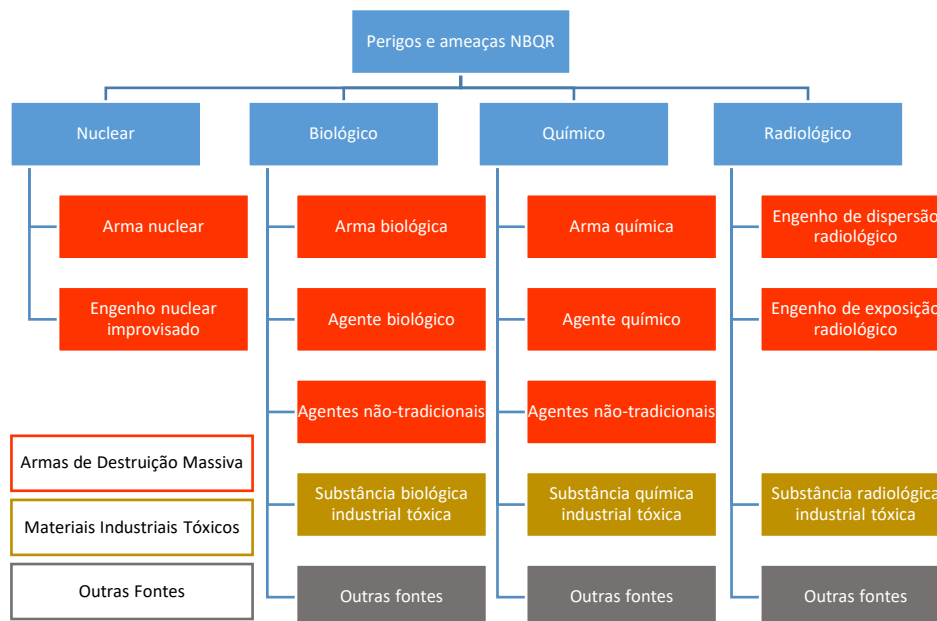 Perigos e ameaças NBQR
Nuclear
Biológico
Químico
Radiológico
Arma nuclear
Arma biológica
Arma química
Engenho de dispersão
radiológico
Engenho nuclear
improvisado
Agente biológico
Agente químico
Engenho de exposição
radiológico
Agentes não-tradicionais
Agentes não-tradicionais
Armas de Destruição Massiva
Substância biológica
industrial tóxica
Substância química
industrial tóxica
Substância radiológica
industrial tóxica
Materiais Industriais Tóxicos
Outras Fontes
Outras fontes
Outras fontes
Outras fontes